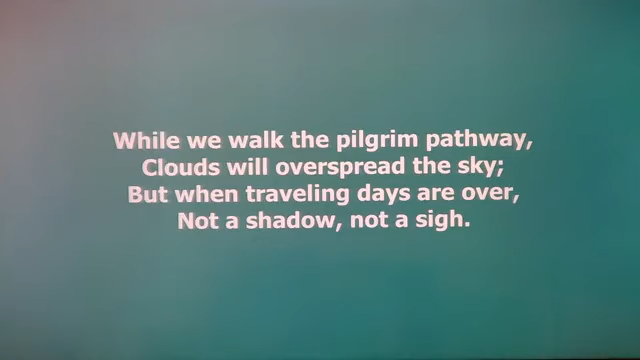 While we walk the pilgrim pathway,
Clouds will overspread the sky;
But when traveling days are over,
Not a shadow, not a sigh.